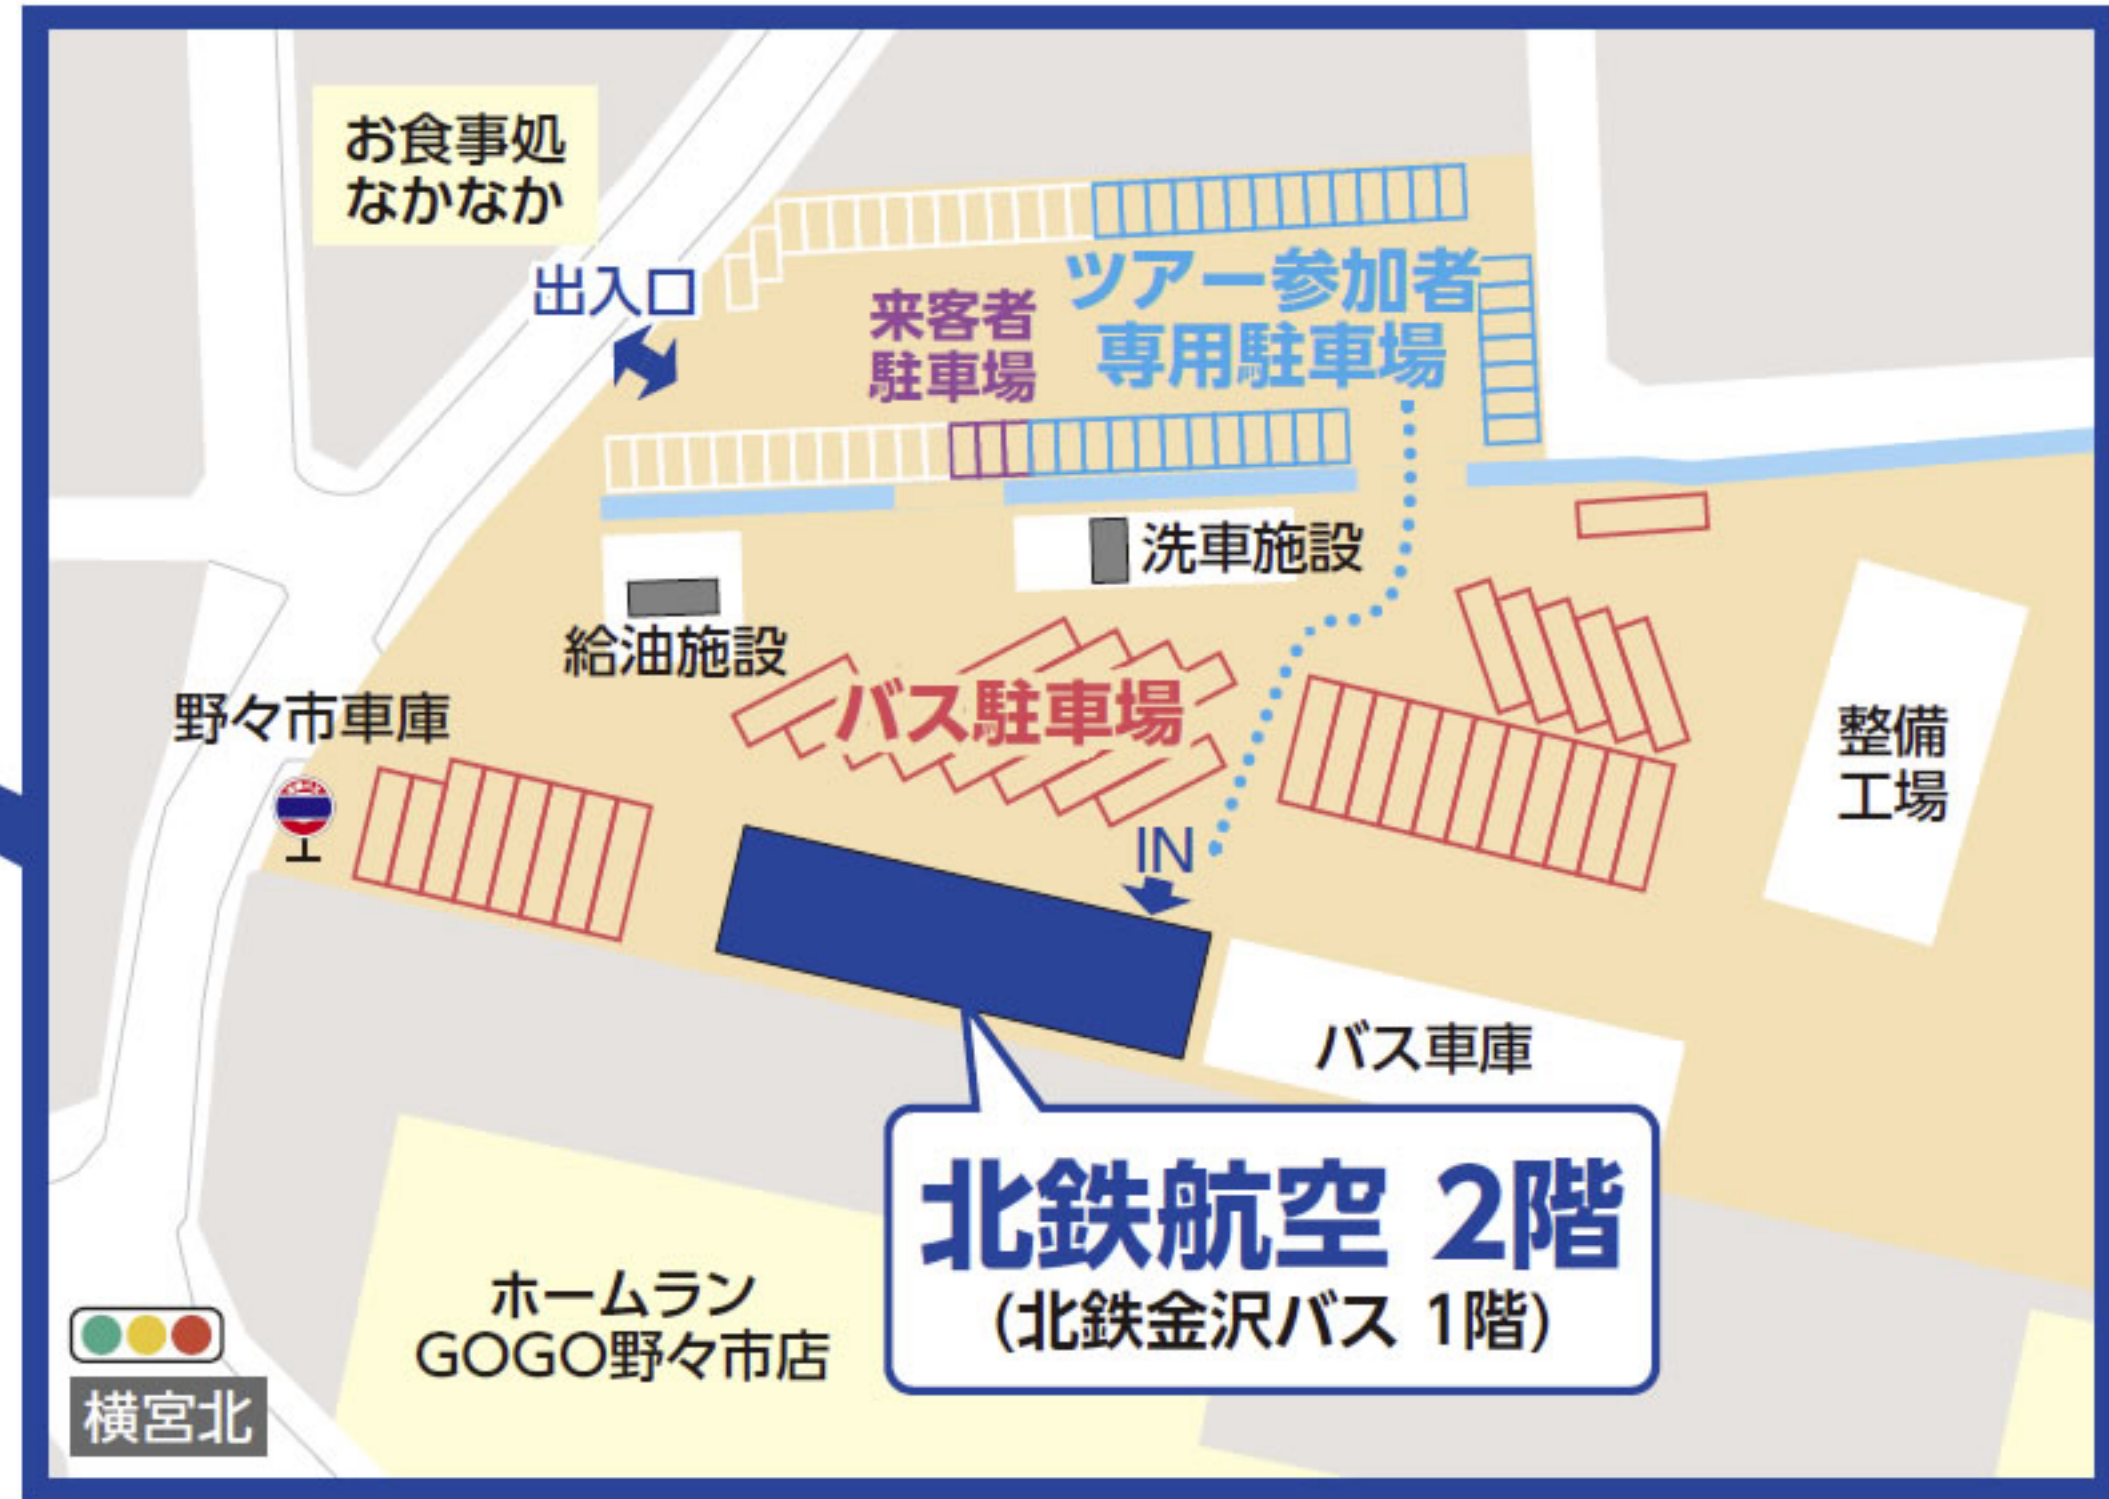 お食事処
なかなか
出入口
来客者
駐車場
ツアー参加者
専用駐車場
洗車施設
給油施設
バス駐車場
野々市車庫
整備
工場
IN
バス車庫
北鉄航空 2階
(北鉄金沢バス 1階)
ホームラン
GOGO野々市店
横宮北